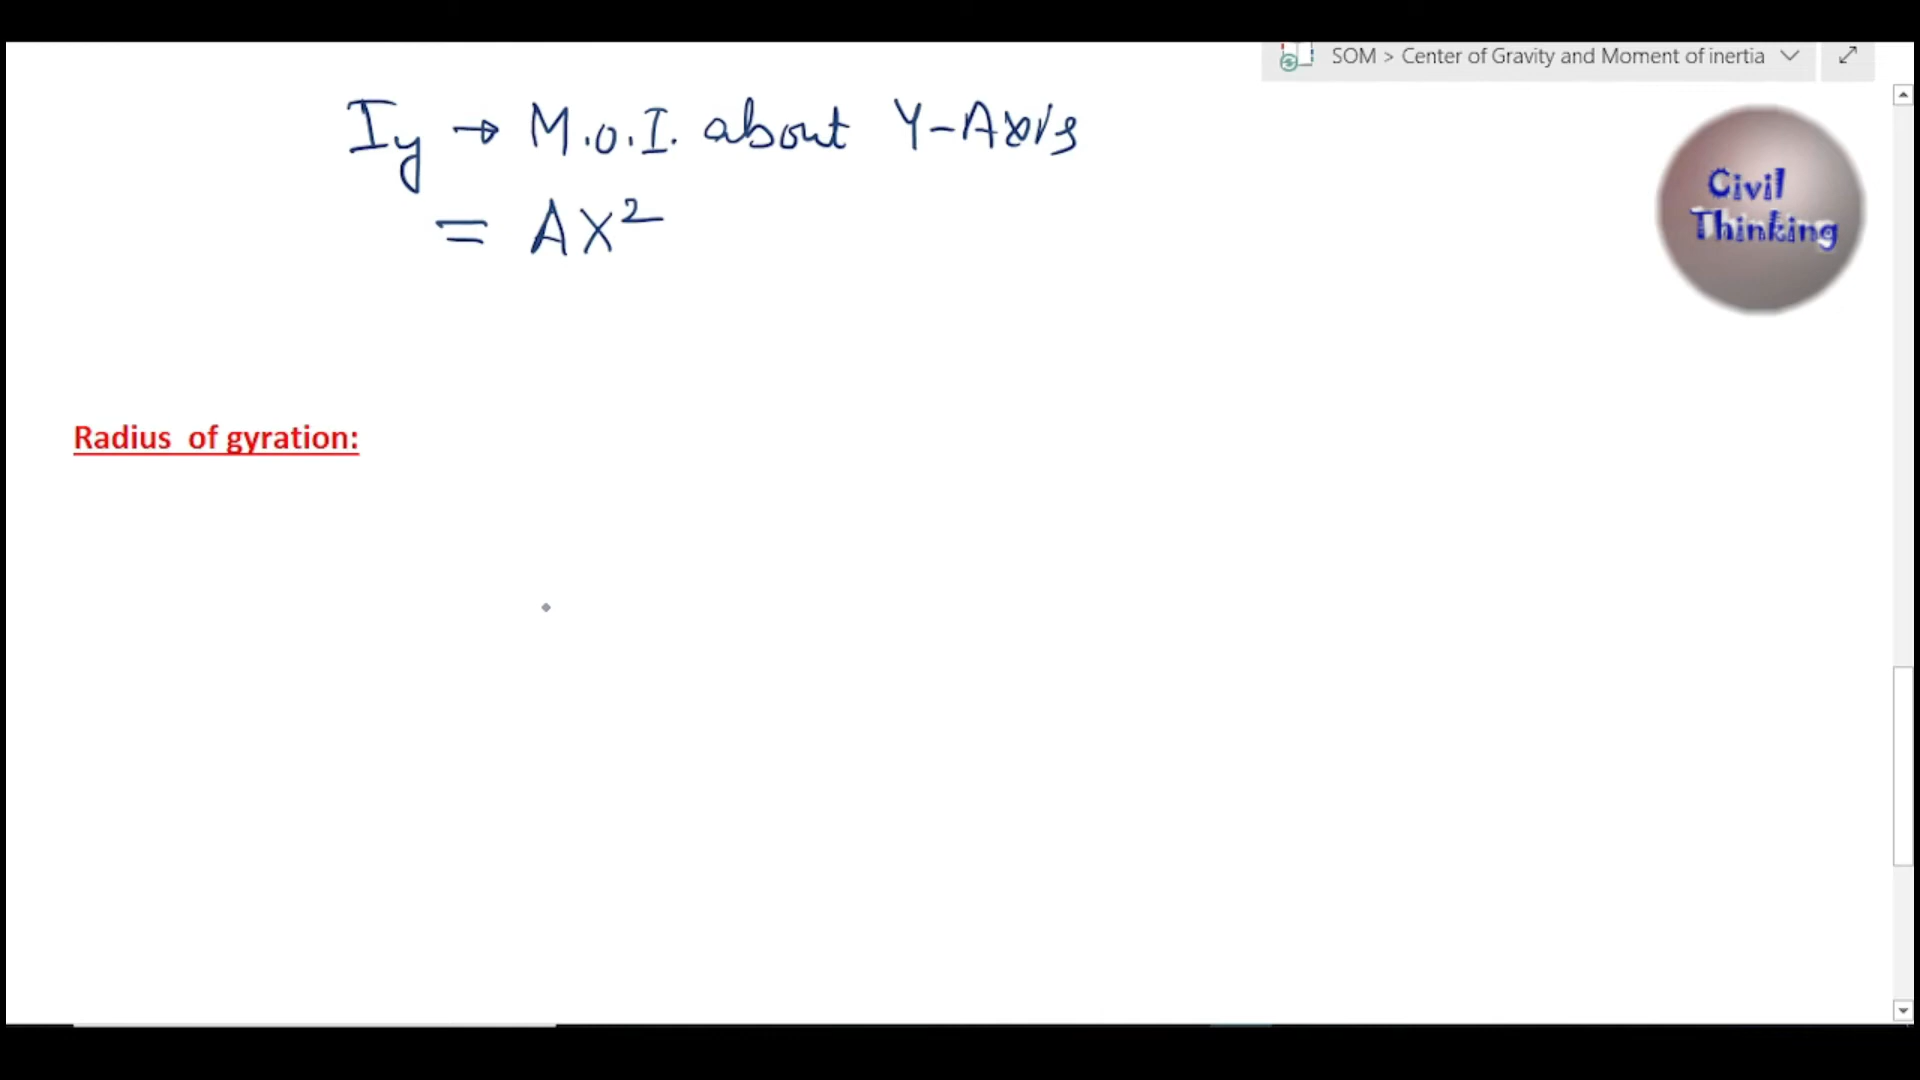 SOM > Center of Gravity and Moment of inertia
Iy → M.O.I. about Y-Axis
= AX²
Civil
Thinking
Radius of gyration: